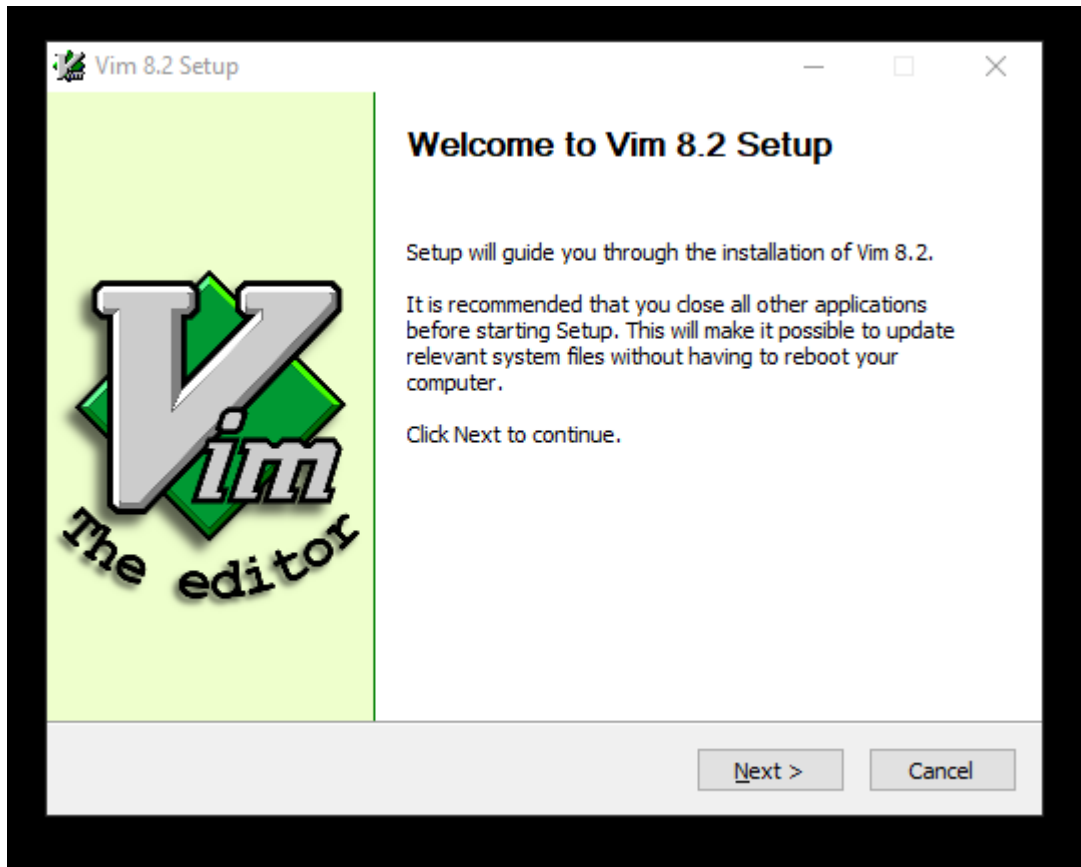 Vim 8.2 Setup
Welcome to Vim 8.2 Setup
Setup will guide you through the installation of Vim 8.2.
It is recommended that you close all other applications
before starting Setup. This will make it possible to update
relevant system files without having to reboot your
computer.
Click Next to continue.
Vim
The editor
Next >
Cancel